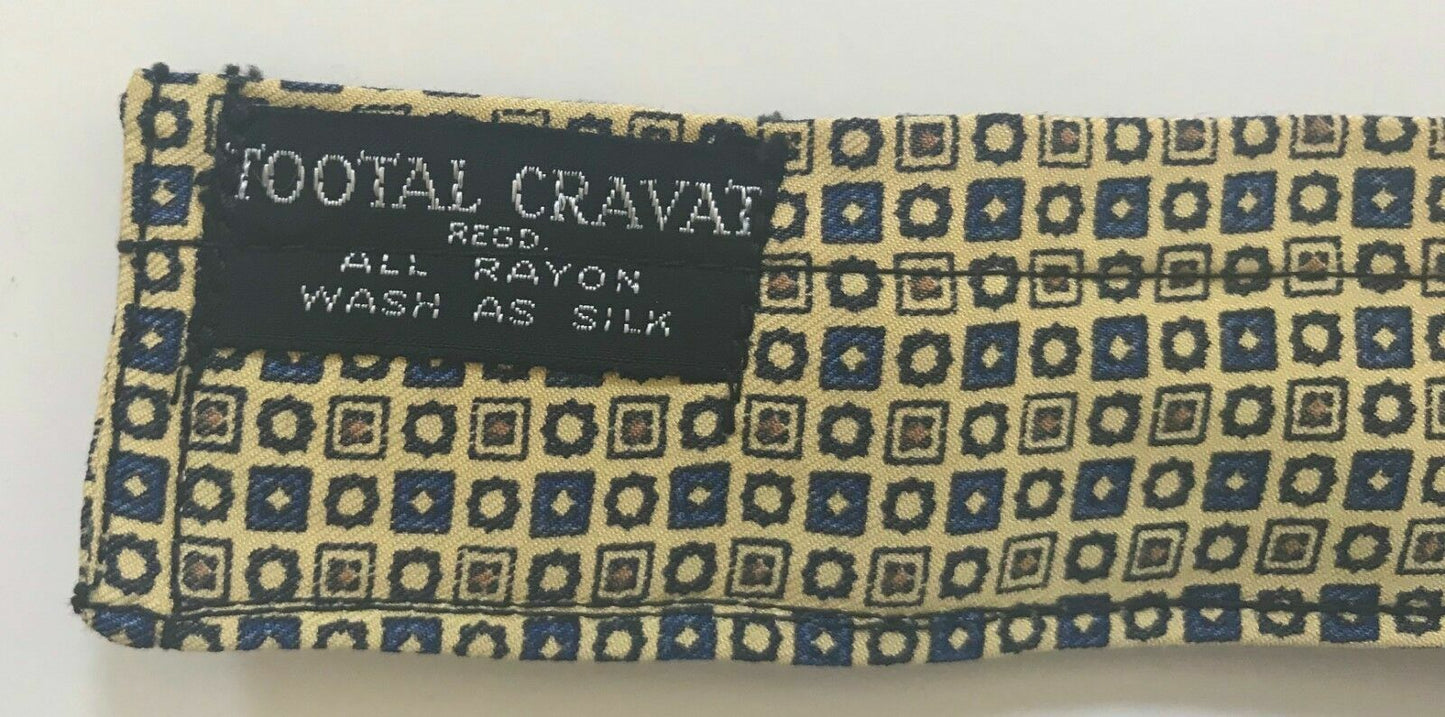 TOOTAL CRAVAT
REGD.
ALL RAYON
WASH AS SILK